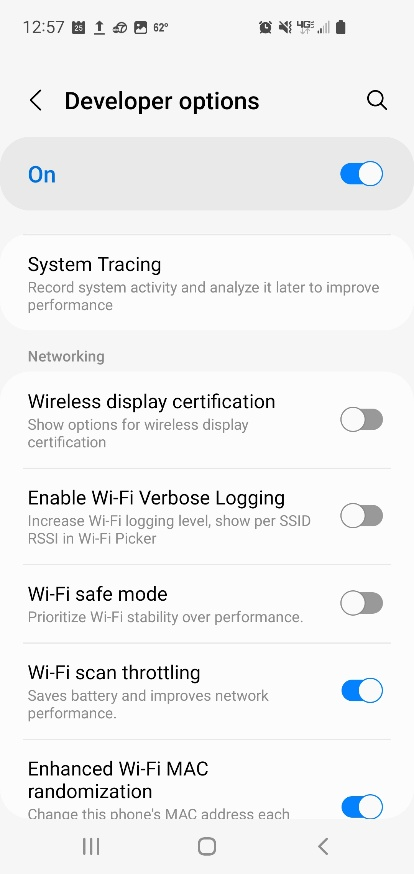 12:57 25 62°
4GE
Developer options
On
System Tracing
Record system activity and analyze it later to improve
performance
Networking
Wireless display certification
Show options for wireless display
certification
Enable Wi-Fi Verbose Logging
Increase Wi-Fi logging level, show per SSID
RSSI in Wi-Fi Picker
Wi-Fi safe mode
Prioritize Wi-Fi stability over performance.
Wi-Fi scan throttling
Saves battery and improves network
performance.
Enhanced Wi-Fi MAC
randomization
Change this phone's MAC address each